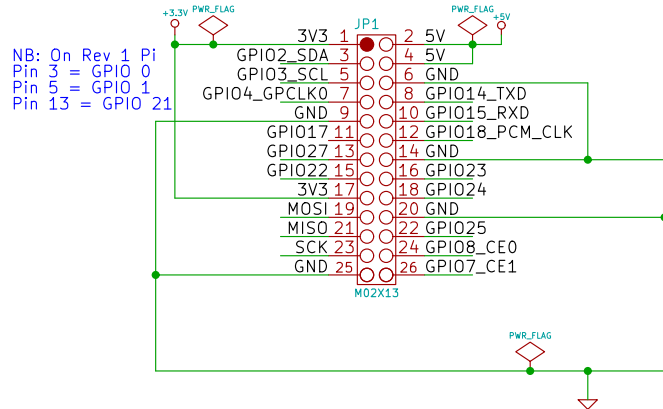 +3.3V
PWR_FLAG
PWR_FLAG
+5V
JP1
NB: On Rev 1 Pi
Pin 3 = GPIO 0
Pin 5 = GPIO 1
Pin 13 = GPIO 21
3V3 1 2 5V
GPIO2_SDA 3 4 5V
GPIO3_SCL 5 6 GND
GPIO4_GPCLK0 7 8 GPIO14_TXD
GND 9 10 GPIO15_RXD
GPIO17 11 12 GPIO18_PCM_CLK
GPIO27 13 14 GND
GPIO22 15 16 GPIO23
3V3 17 18 GPIO24
MOSI 19 20 GND
MISO 21 22 GPIO25
SCK 23 24 GPIO8_CE0
GND 25 26 GPIO7_CE1
M02X13
PWR_FLAG